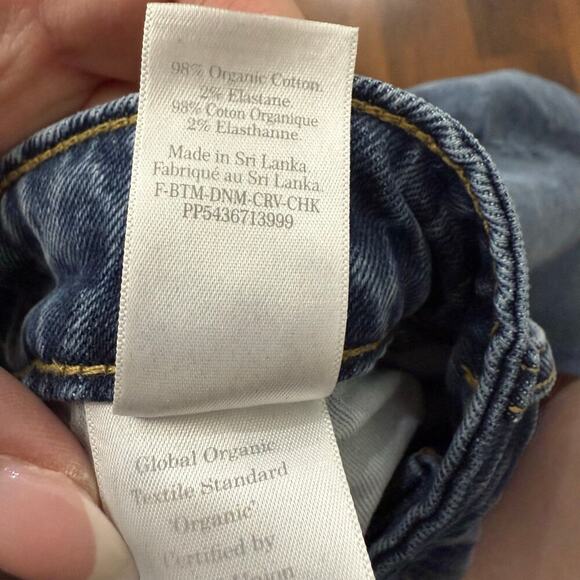 98% Organic Cotton.
2% Elastane.
98% Coton Organique
2% Elasthanne.
Made in Sri Lanka.
Fabriqué au Sri Lanka.
F-BTM-DNM-CRV-CHK
PP5436713999
Global Organic
Textile Standard
'Organic'
Certified by
Union